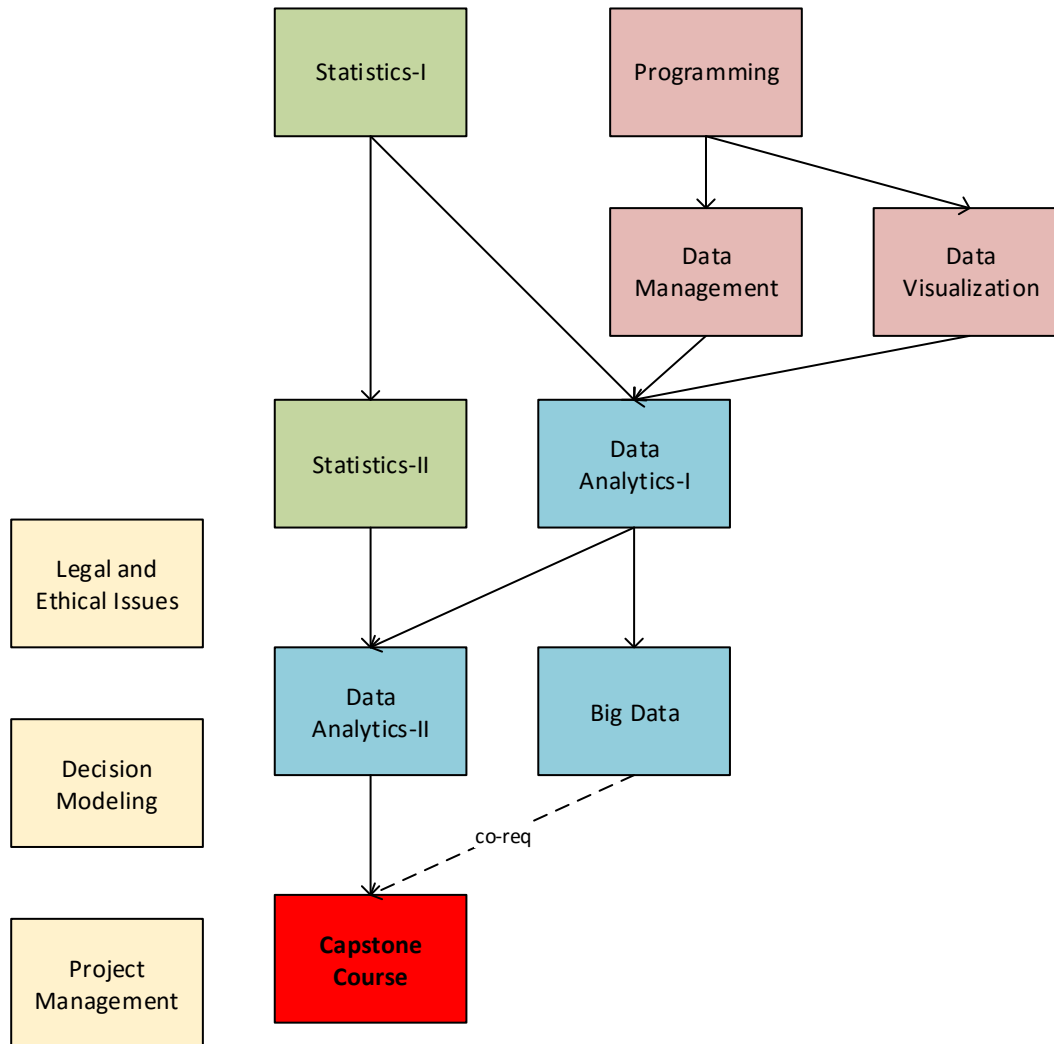 Statistics-I
Programming
Data
Management
Data
Visualization
Statistics-II
Data
Analytics-I
Legal and
Ethical Issues
Data
Analytics-II
Big Data
Decision
Modeling
co-req
Capstone
Course
Project
Management